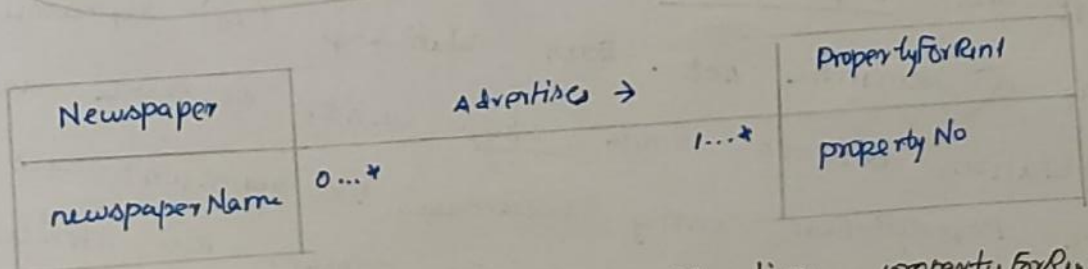 Newspaper
Advertises →
PropertyForRent
newspaperName
0...*
1...*
propertyNo